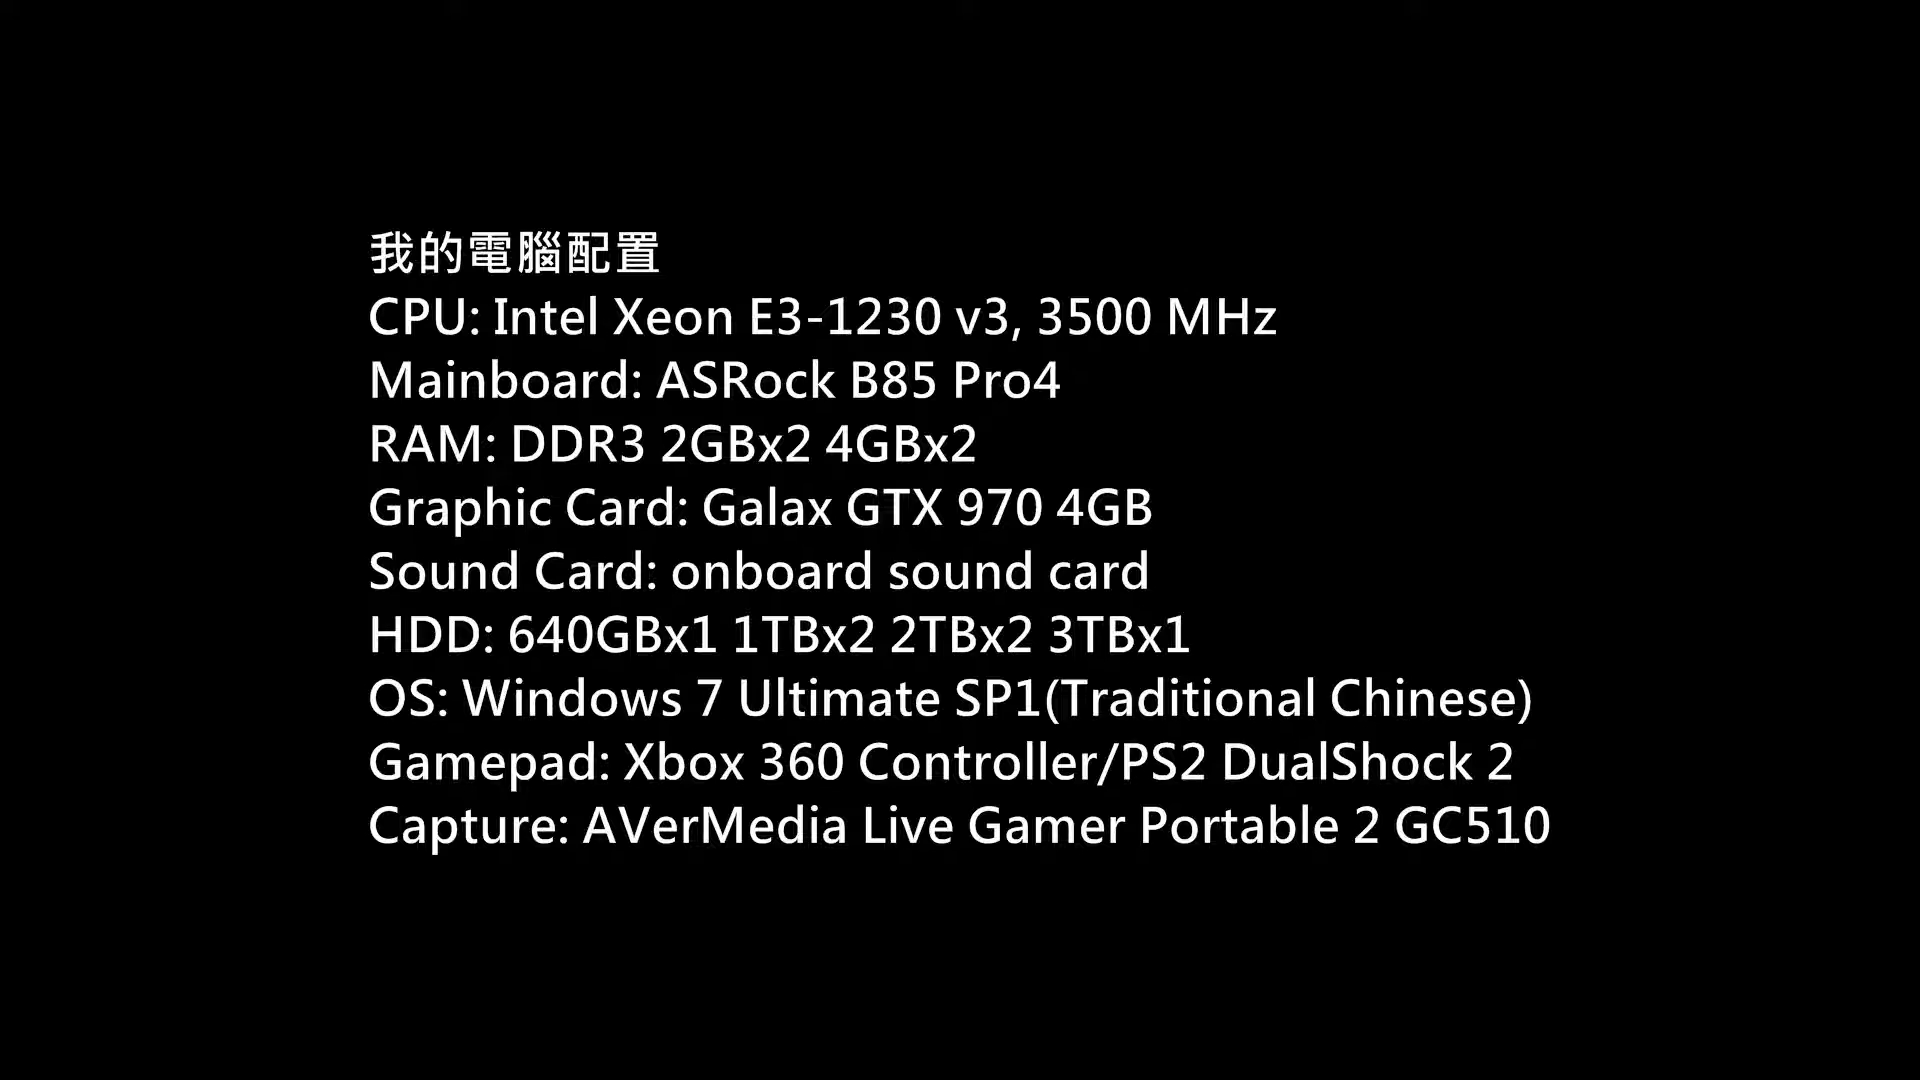 我的電腦配置
CPU: Intel Xeon E3-1230 v3, 3500 MHz
Mainboard: ASRock B85 Pro4
RAM: DDR3 2GBx2 4GBx2
Graphic Card: Galax GTX 970 4GB
Sound Card: onboard sound card
HDD: 640GBx1 1TBx2 2TBx2 3TBx1
OS: Windows 7 Ultimate SP1(Traditional Chinese)
Gamepad: Xbox 360 Controller/PS2 DualShock 2
Capture: AVerMedia Live Gamer Portable 2 GC510